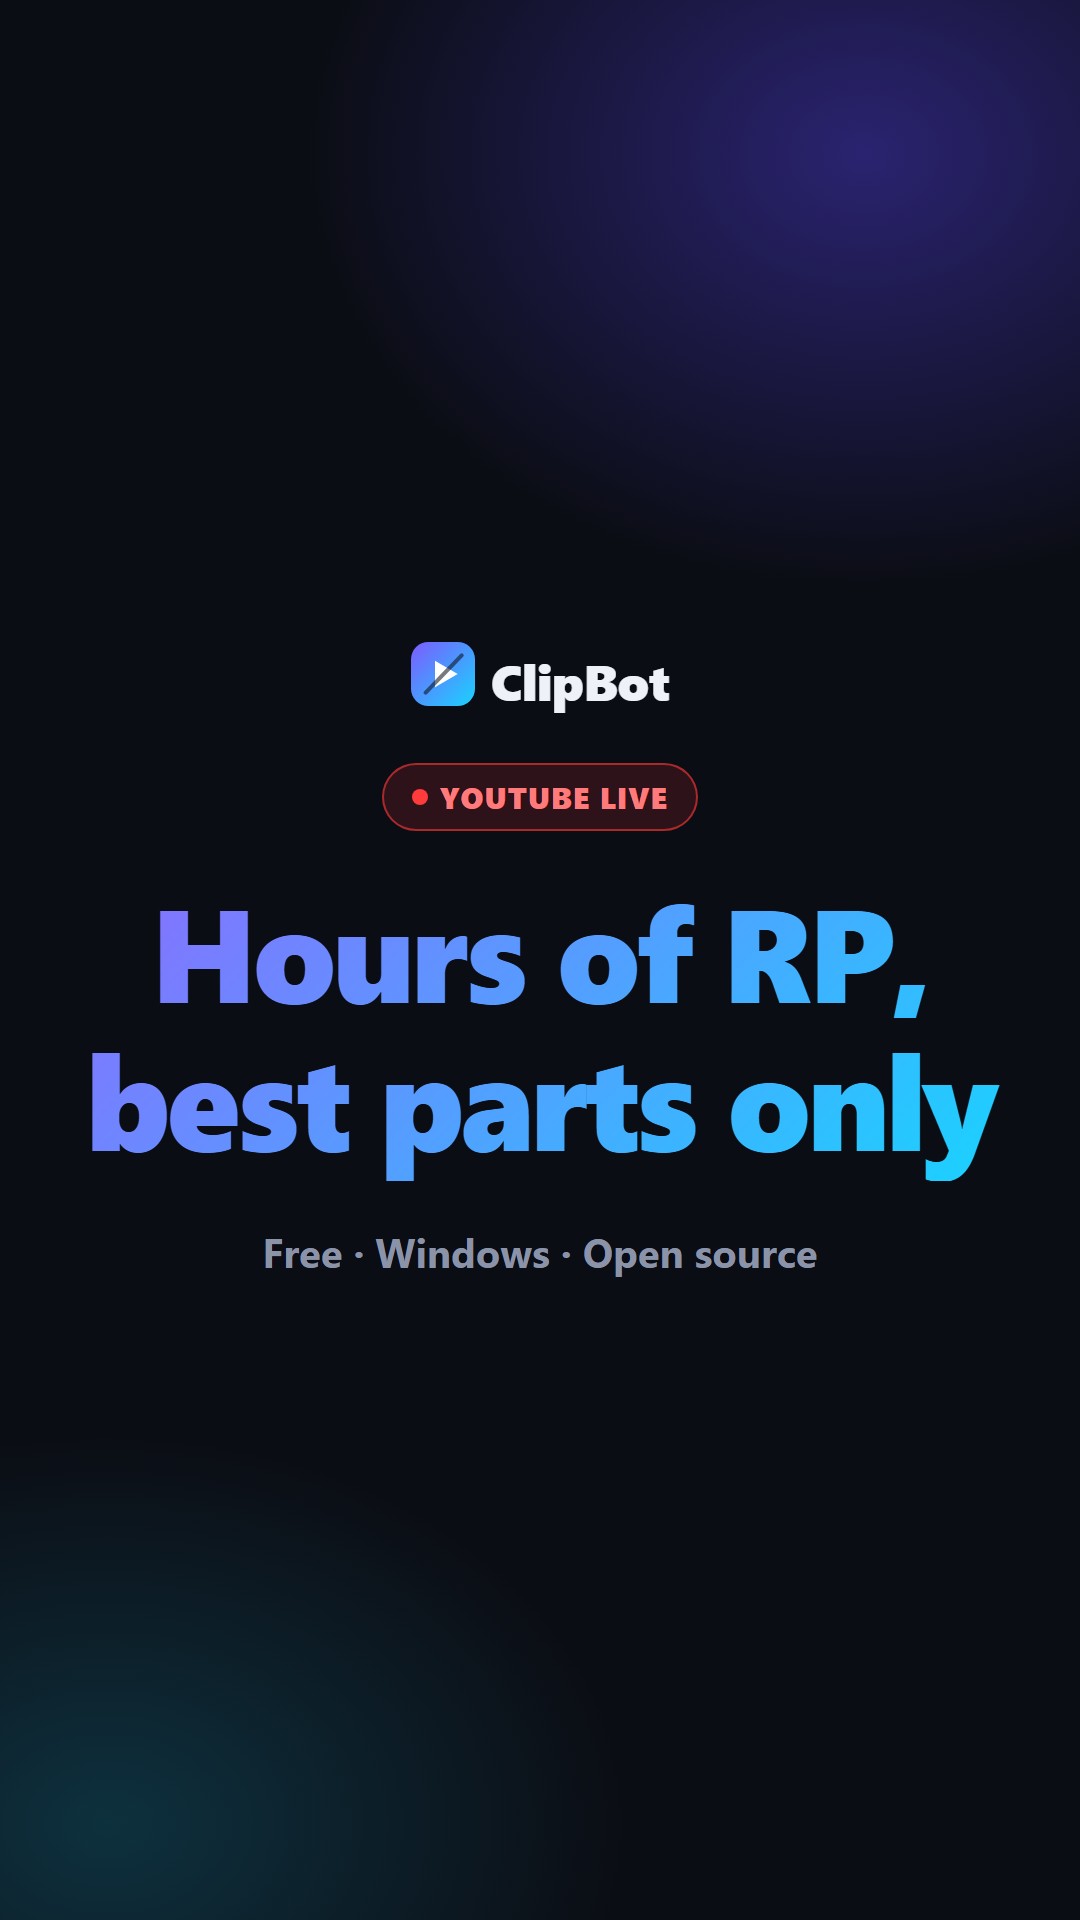 ClipBot
YOUTUBE LIVE
Hours of RP,
best parts only
Free · Windows · Open source